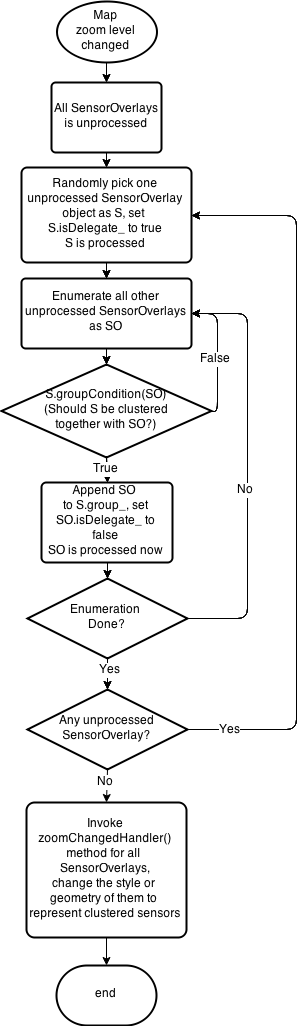 Map
zoom level
changed
All SensorOverlays
is unprocessed
Randomly pick one
unprocessed SensorOverlay
object as S, set
S.isDelegate_ to true
S is processed
Enumerate all other
unprocessed SensorOverlays
as SO
False
S.groupCondition(SO)
(Should S be clustered
together with SO?)
True
Append SO
to S.group_, set
SO.isDelegate_ to
false
SO is processed now
No
Enumeration
Done?
Yes
Any unprocessed
SensorOverlay?
Yes
No
Invoke
zoomChangedHandler()
method for all
SensorOverlays,
change the style or
geometry of them to
represent clustered sensors
end